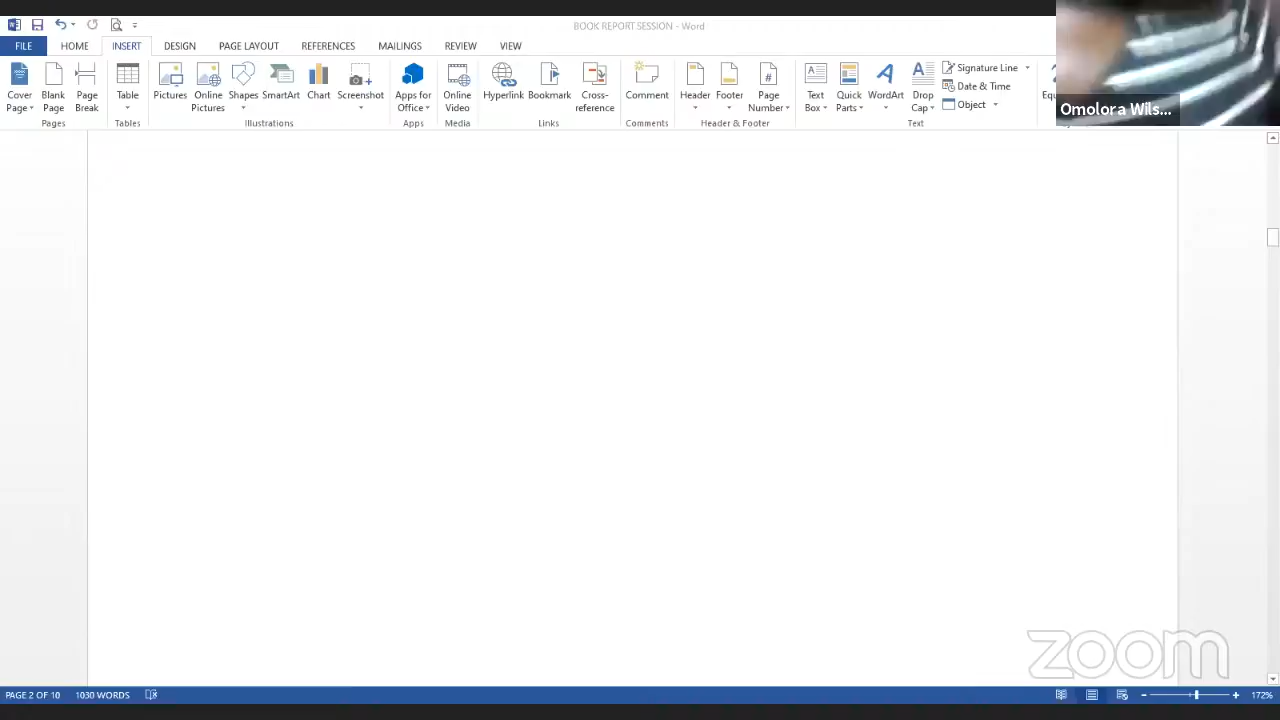 BOOK REPORT SESSION - Word
FILE HOME INSERT DESIGN PAGE LAYOUT REFERENCES MAILINGS REVIEW VIEW
Cover Page
Blank Page
Page Break
Table
Pictures
Online Pictures
Shapes
SmartArt
Chart
Screenshot
Apps for Office
Online Video
Hyperlink
Bookmark
Cross-reference
Comment
Header
Footer
Page Number
Text Box
Quick Parts
WordArt
Drop Cap
Signature Line
Date & Time
Object
Pages Tables Illustrations Apps Media Links Comments Header & Footer Text
Omolora Wils...
zoom
PAGE 2 OF 10 1030 WORDS 172%